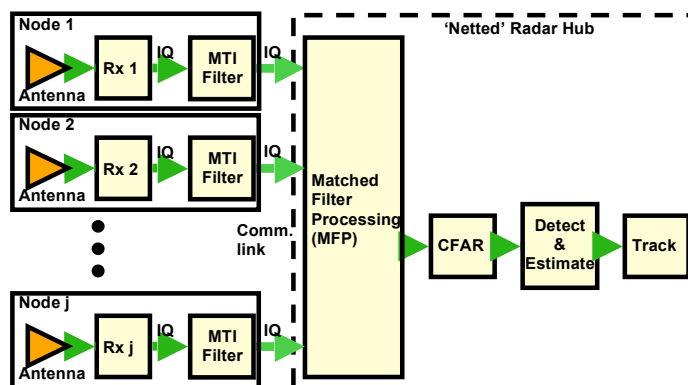 Node 1
'Netted' Radar Hub
IQ
IQ
Rx 1
MTI
Filter
Antenna
Node 2
IQ
IQ
Rx 2
MTI
Filter
Antenna
Matched
Filter
Processing
(MFP)
Comm.
link
CFAR
Detect
&
Estimate
Track
Node j
IQ
IQ
Rx j
MTI
Filter
Antenna